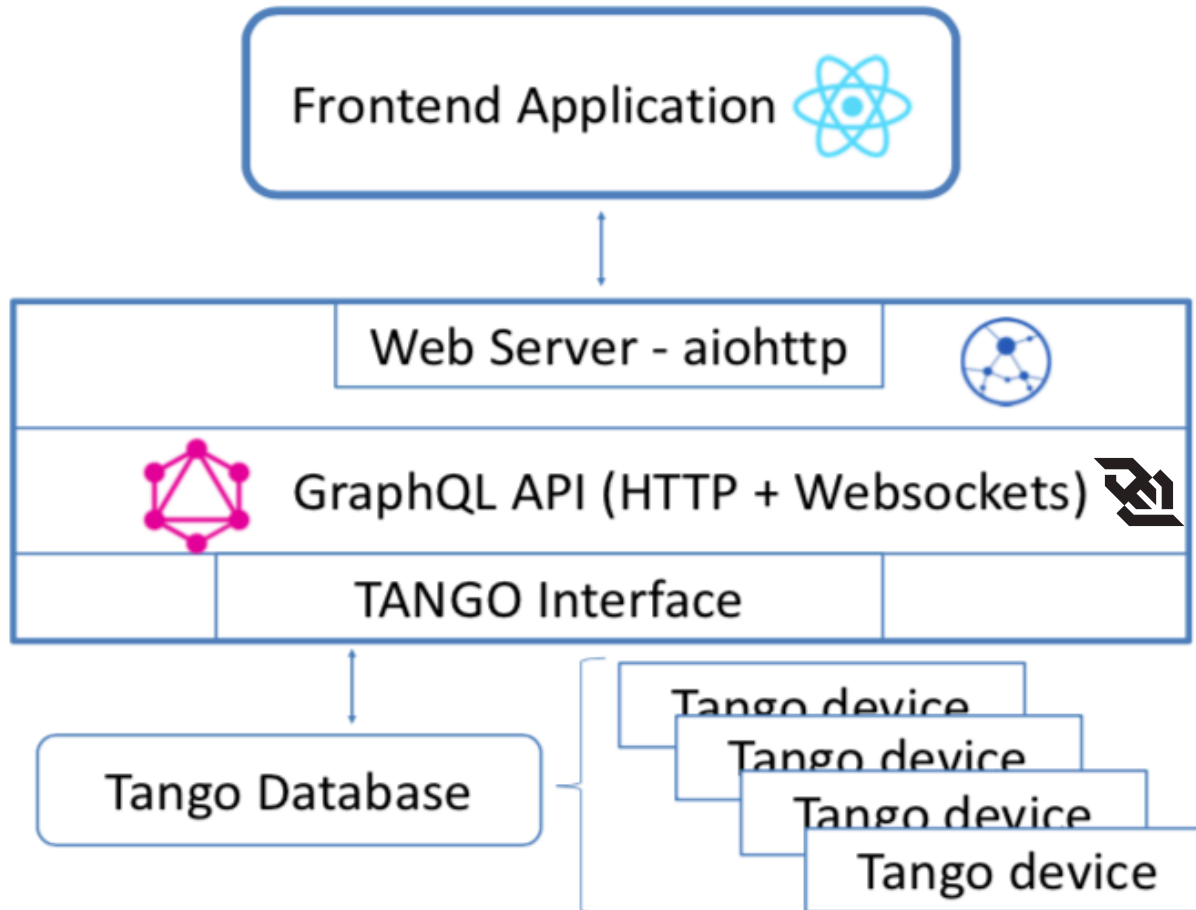 Frontend Application
Web Server - aiohttp
GraphQL API (HTTP + Websockets)
TANGO Interface
Tango Database
Tango device
Tango device
Tango device
Tango device